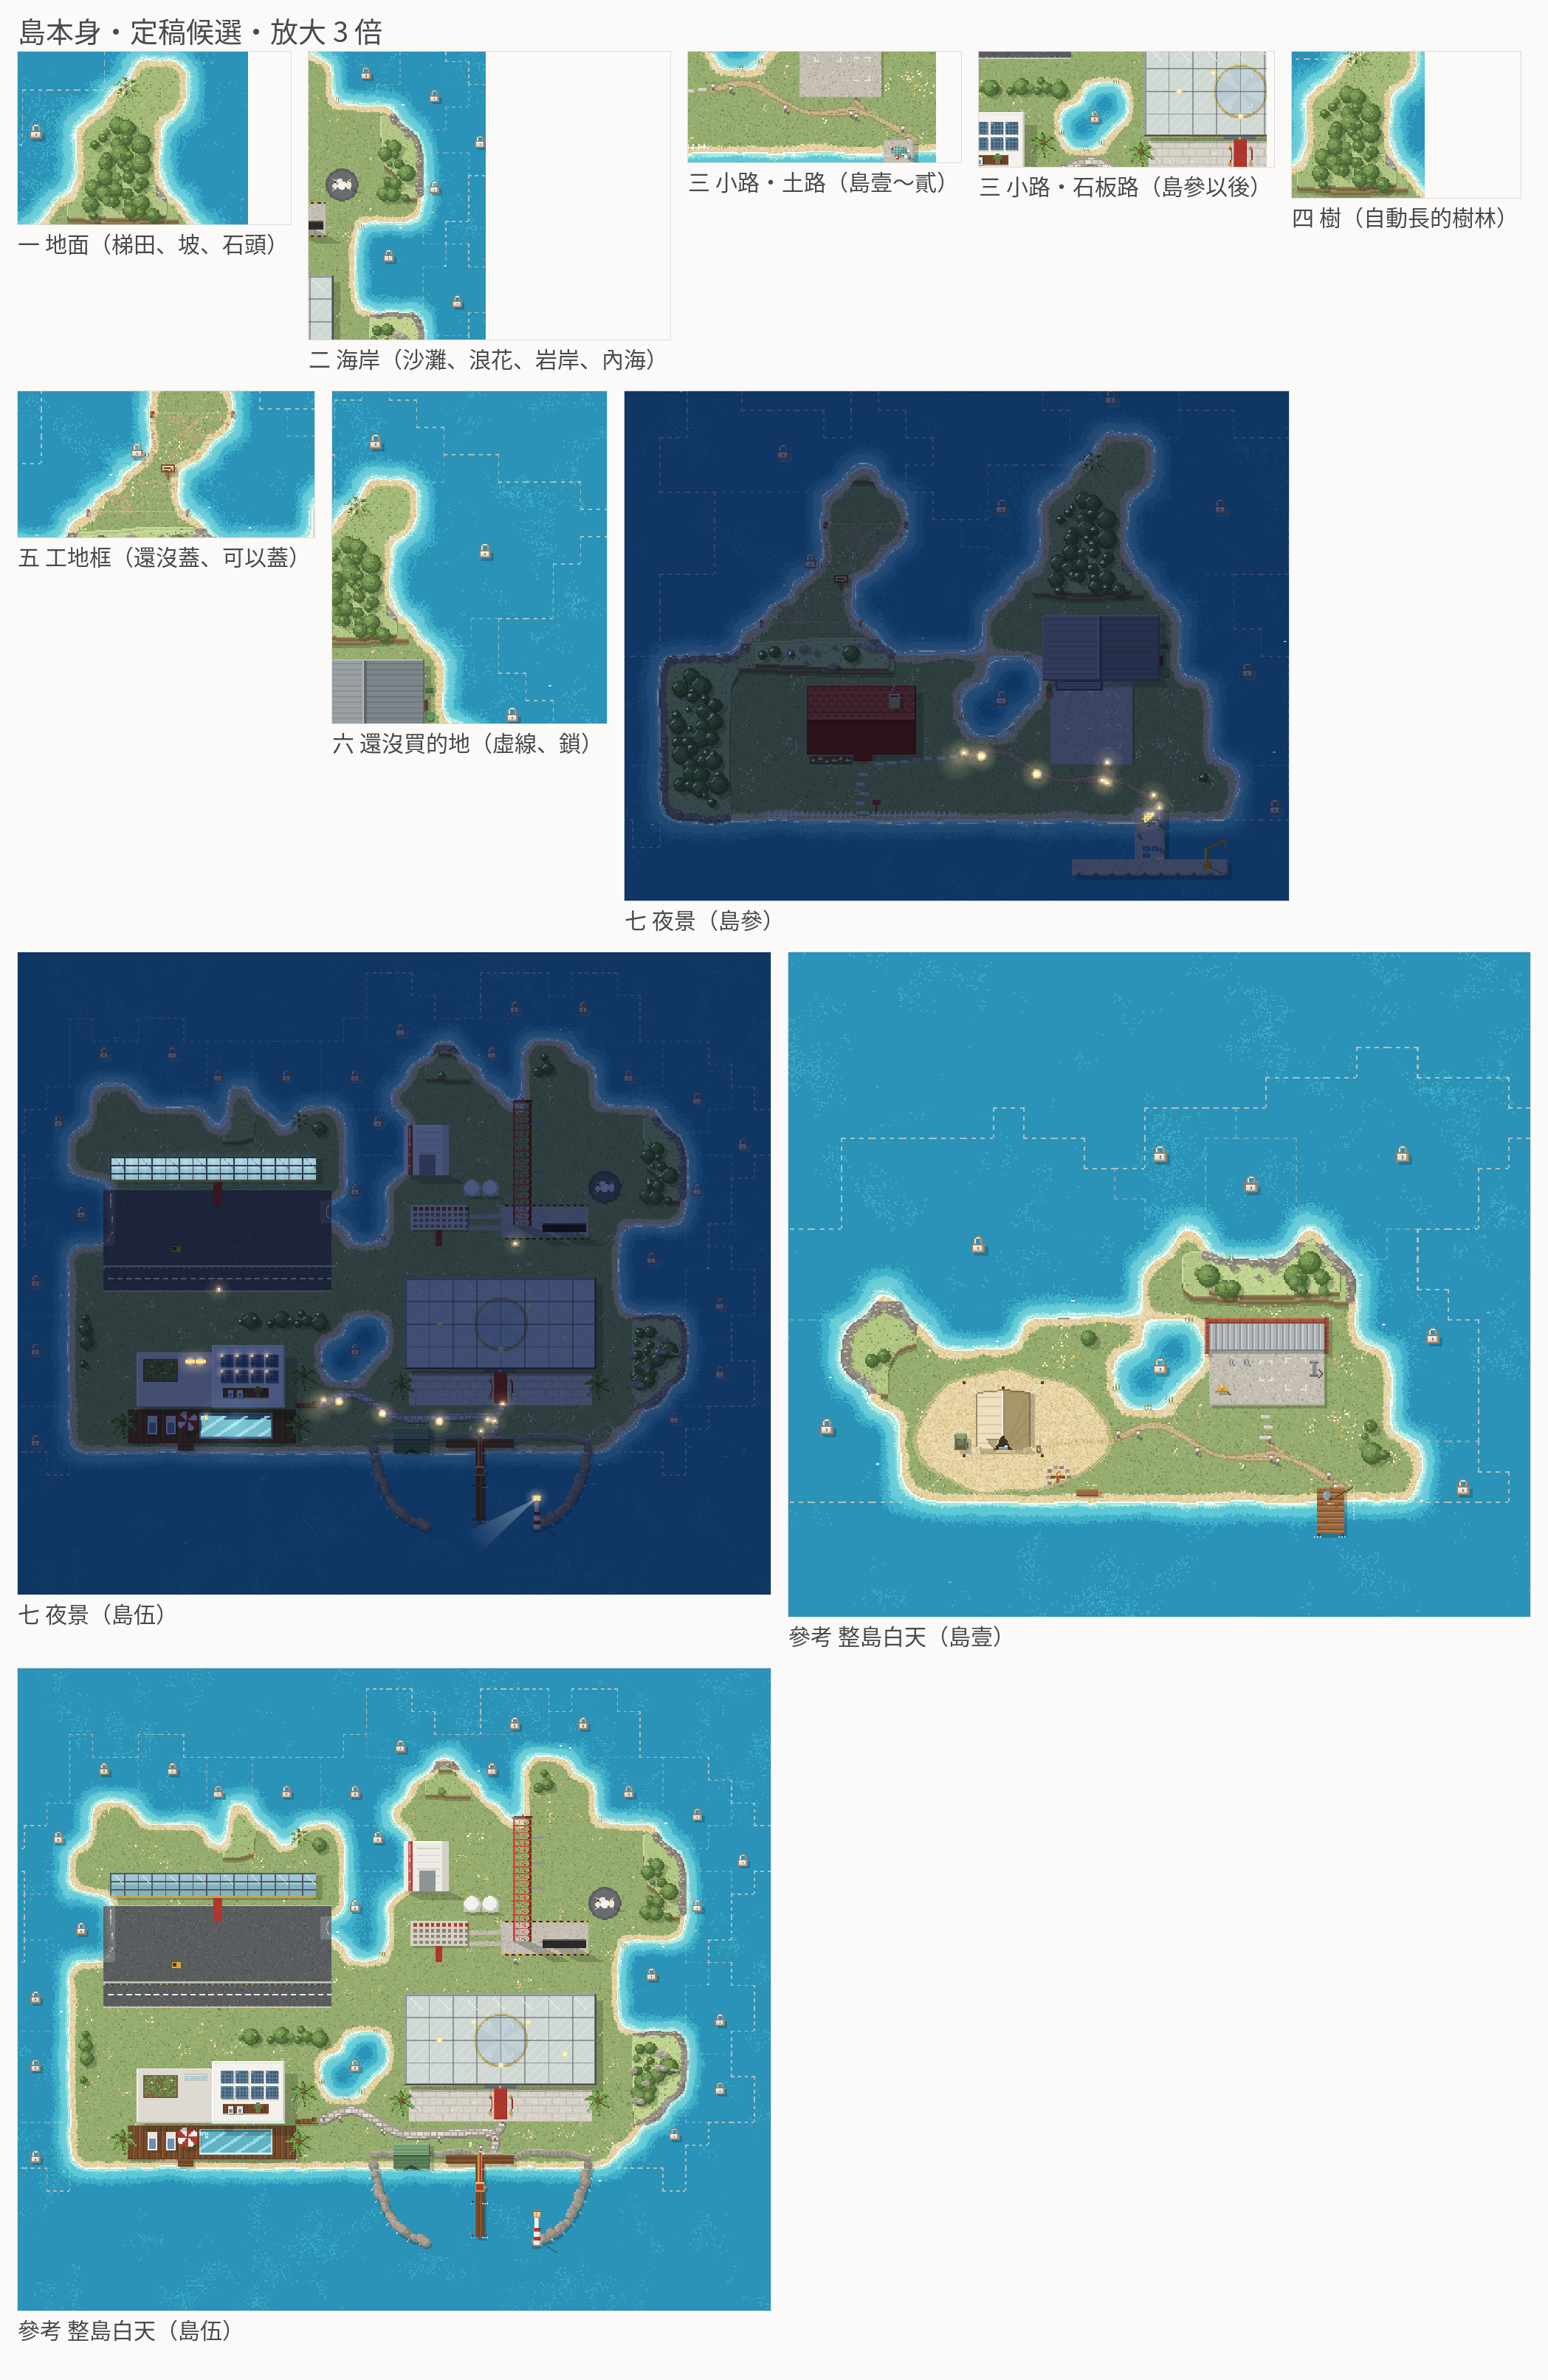 島本身・定稿候選・放大 3 倍
一 地面（梯田、坡、石頭）
二 海岸（沙灘、浪花、岩岸、內海）
三 小路・土路（島壹～貳）
三 小路・石板路（島參以後）
四 樹（自動長的樹林）
五 工地框（還沒蓋、可以蓋）
六 還沒買的地（虛線、鎖）
七 夜景（島參）
七 夜景（島伍）
參考 整島白天（島壹）
參考 整島白天（島伍）